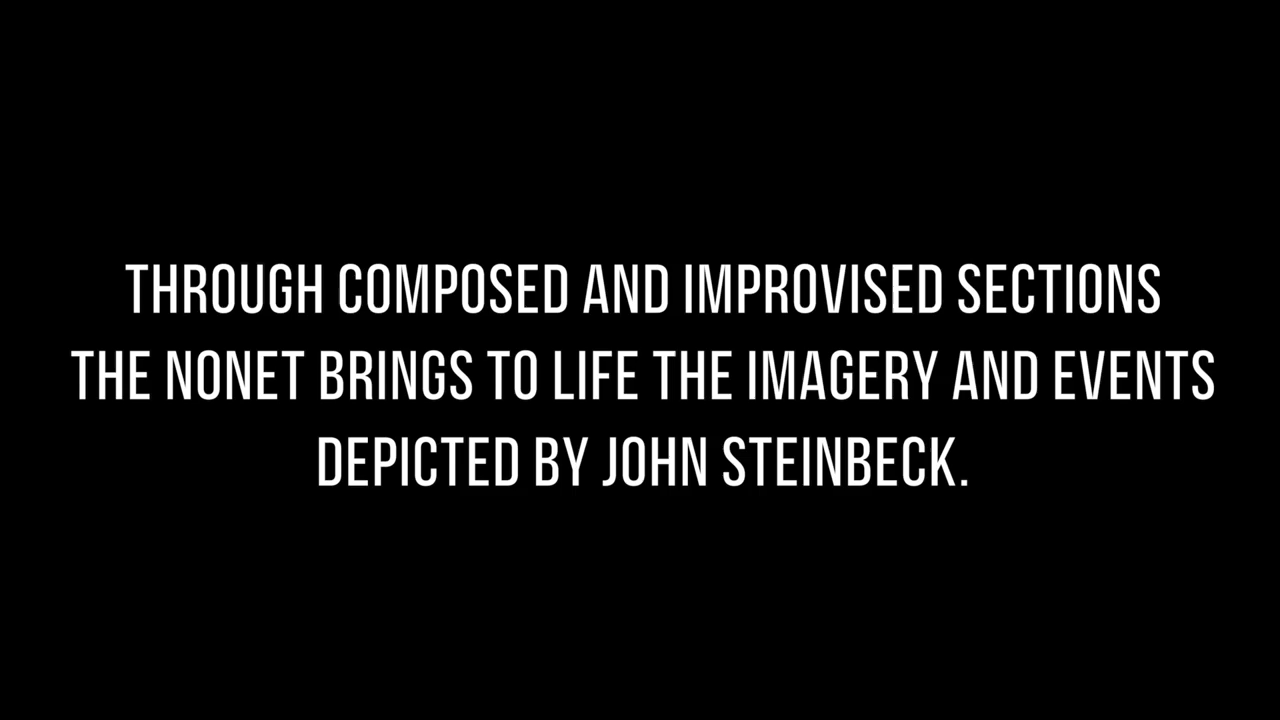 THROUGH COMPOSED AND IMPROVISED SECTIONS
THE NONET BRINGS TO LIFE THE IMAGERY AND EVENTS
DEPICTED BY JOHN STEINBECK.